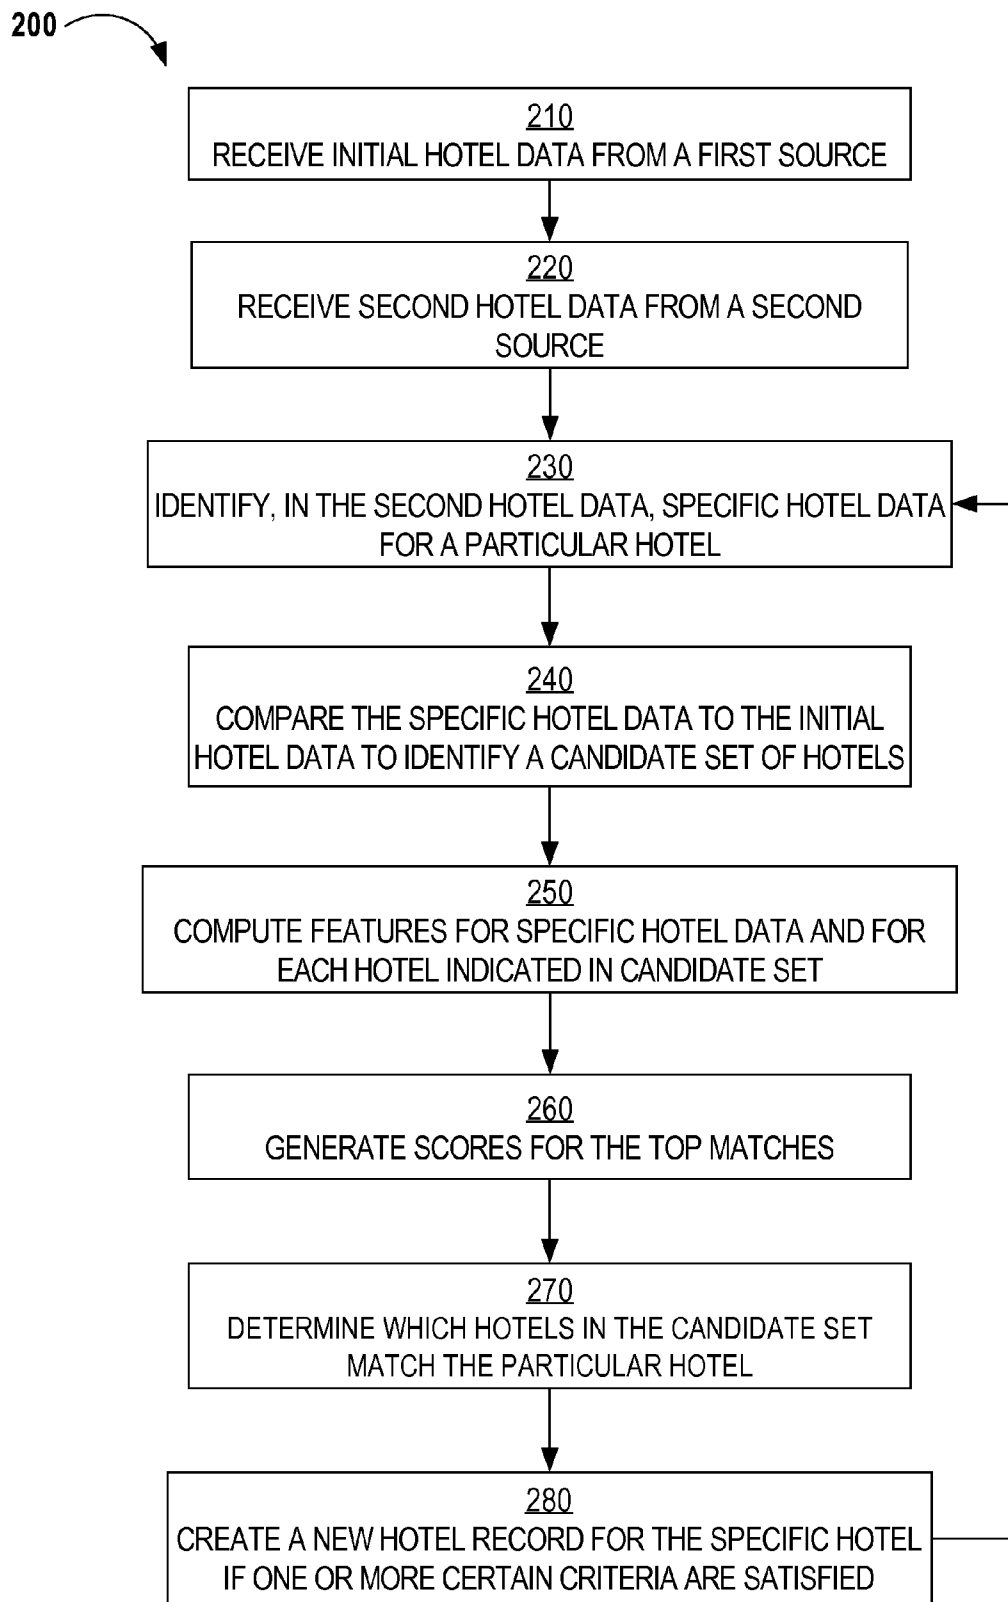 200
210
RECEIVE INITIAL HOTEL DATA FROM A FIRST SOURCE
220
RECEIVE SECOND HOTEL DATA FROM A SECOND
SOURCE
230
IDENTIFY, IN THE SECOND HOTEL DATA, SPECIFIC HOTEL DATA
FOR A PARTICULAR HOTEL
240
COMPARE THE SPECIFIC HOTEL DATA TO THE INITIAL
HOTEL DATA TO IDENTIFY A CANDIDATE SET OF HOTELS
250
COMPUTE FEATURES FOR SPECIFIC HOTEL DATA AND FOR
EACH HOTEL INDICATED IN CANDIDATE SET
260
GENERATE SCORES FOR THE TOP MATCHES
270
DETERMINE WHICH HOTELS IN THE CANDIDATE SET
MATCH THE PARTICULAR HOTEL
280
CREATE A NEW HOTEL RECORD FOR THE SPECIFIC HOTEL
IF ONE OR MORE CERTAIN CRITERIA ARE SATISFIED